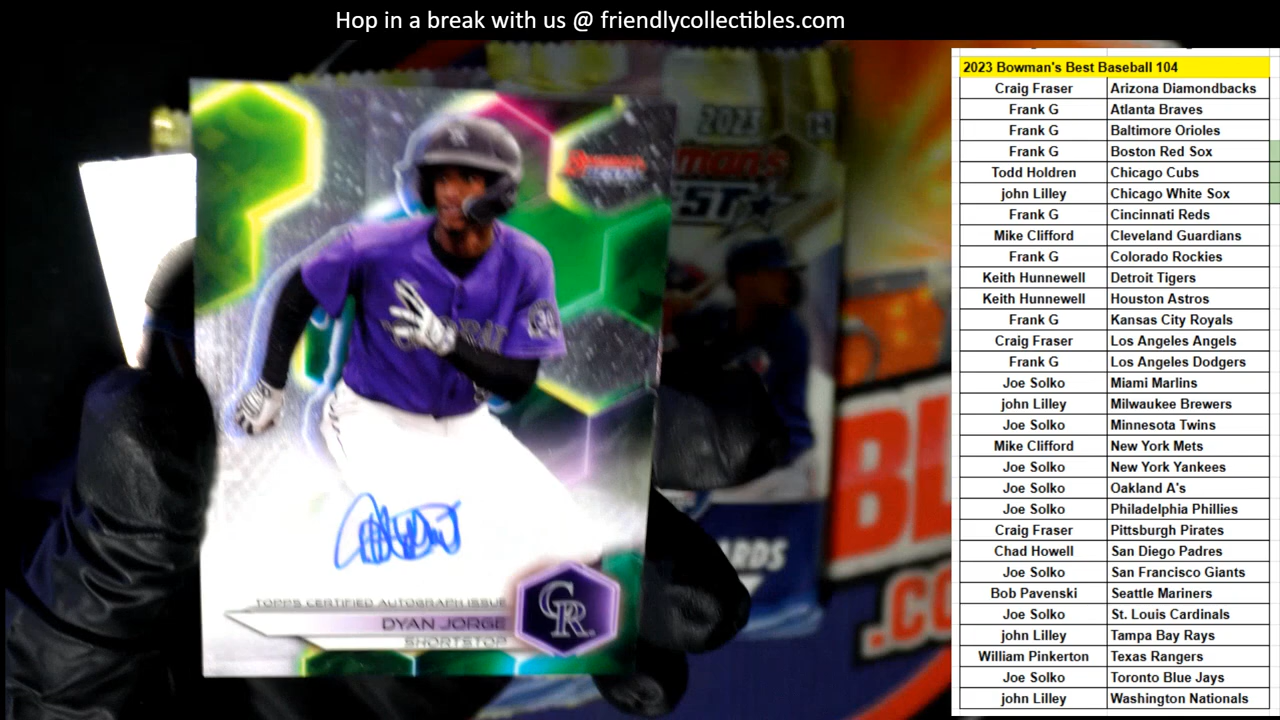 Hop in a break with us @ friendlycollectibles.com
2023 Bowman's Best Baseball 104
Craig Fraser Arizona Diamondbacks
Frank G Atlanta Braves
Frank G Baltimore Orioles
Frank G Boston Red Sox
Todd Holdren Chicago Cubs
john Lilley Chicago White Sox
Frank G Cincinnati Reds
Mike Clifford Cleveland Guardians
Frank G Colorado Rockies
Keith Hunnewell Detroit Tigers
Keith Hunnewell Houston Astros
Frank G Kansas City Royals
Craig Fraser Los Angeles Angels
Frank G Los Angeles Dodgers
Joe Solko Miami Marlins
john Lilley Milwaukee Brewers
Joe Solko Minnesota Twins
Mike Clifford New York Mets
Joe Solko New York Yankees
Joe Solko Oakland A's
Joe Solko Philadelphia Phillies
Craig Fraser Pittsburgh Pirates
Chad Howell San Diego Padres
Joe Solko San Francisco Giants
Bob Pavenski Seattle Mariners
Joe Solko St. Louis Cardinals
john Lilley Tampa Bay Rays
William Pinkerton Texas Rangers
Joe Solko Toronto Blue Jays
john Lilley Washington Nationals
2023
TOPPS CERTIFIED AUTOGRAPH ISSUE
DYAN JORGE
SHORTSTOP
CR
BL
.CO